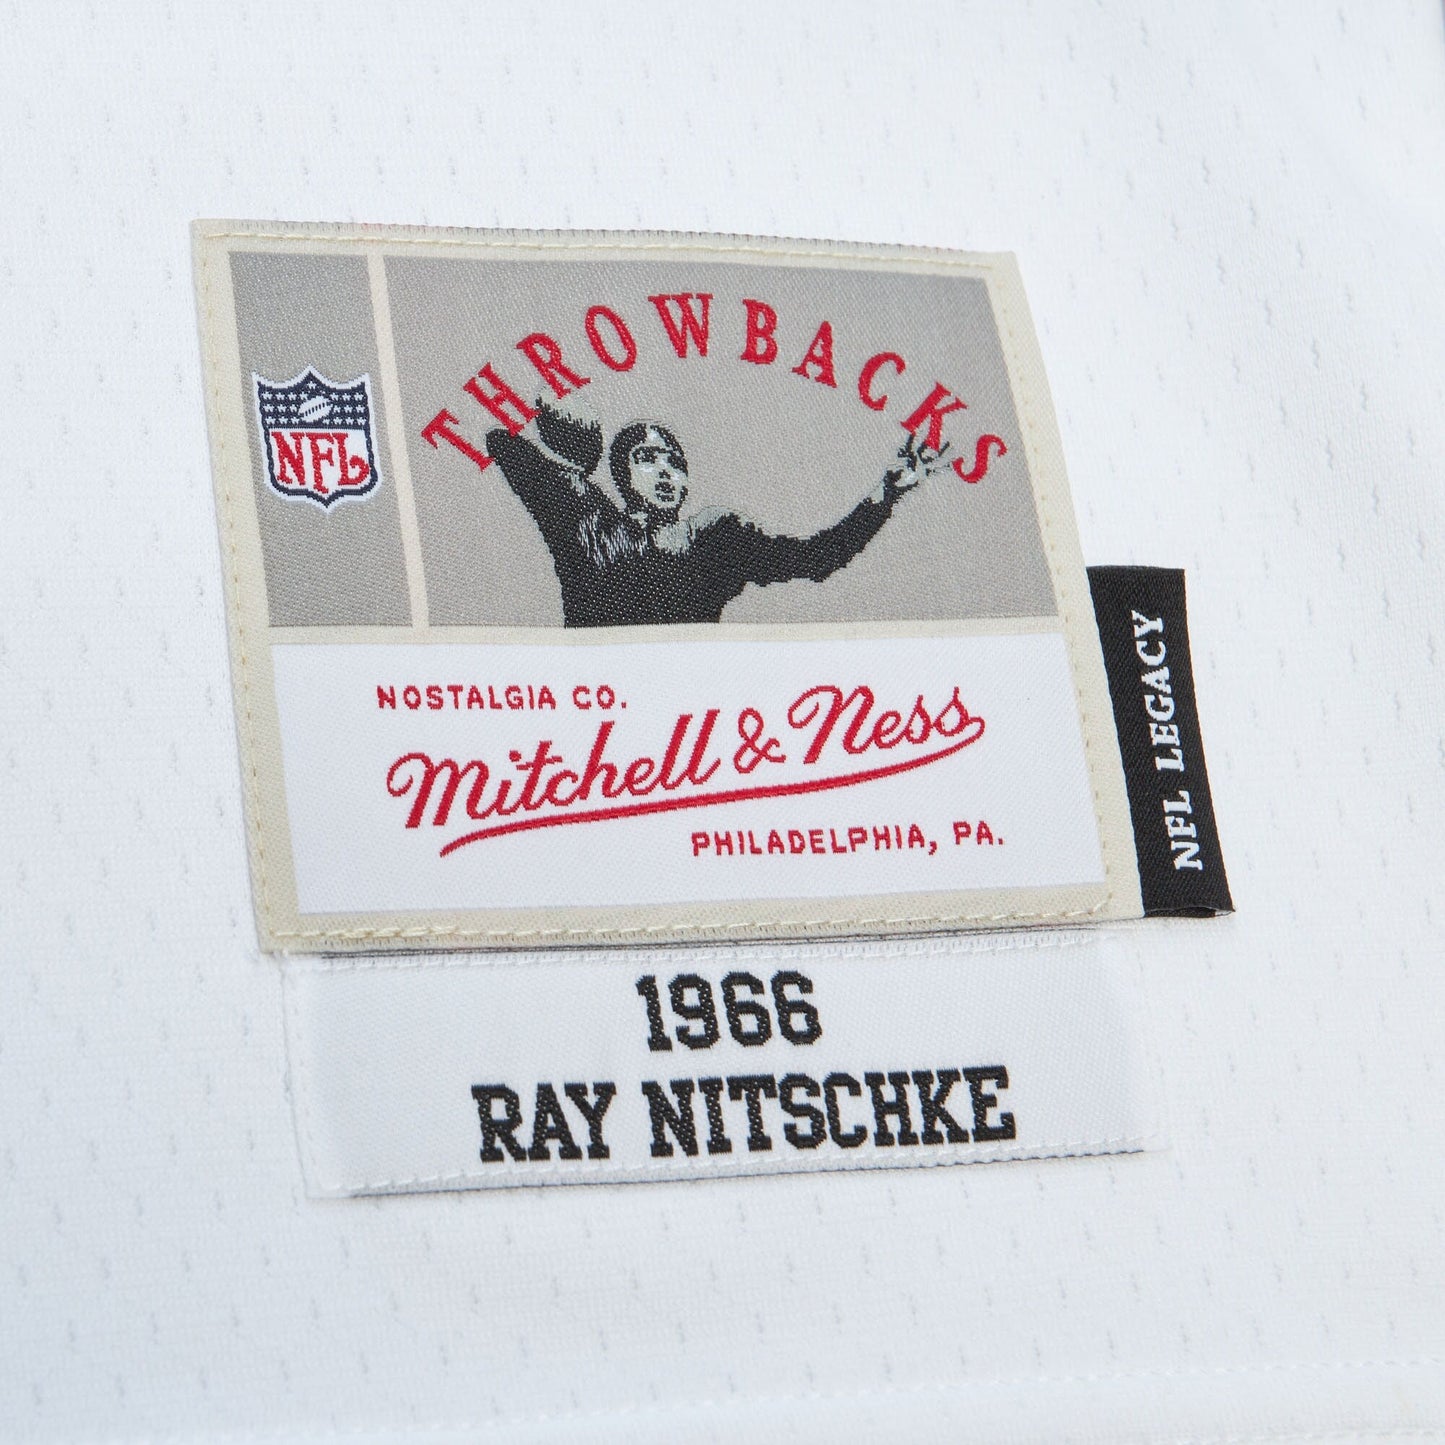 THROWBACKS
NFL
NOSTALGIA CO.
Mitchell & Ness
PHILADELPHIA, PA.
NFL LEGACY
1966
RAY NITSCHKE